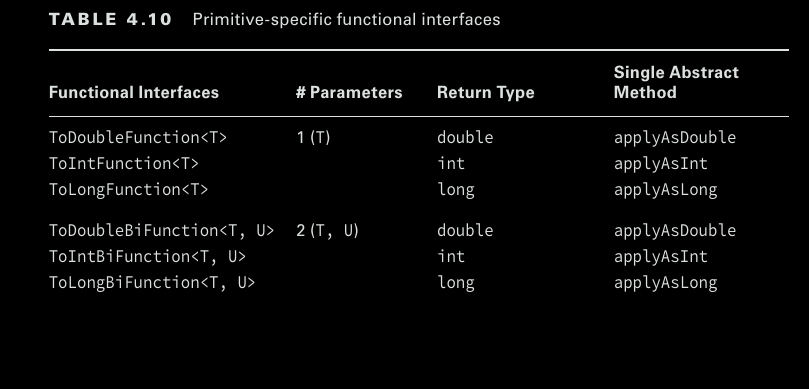 TABLE 4.10 Primitive-specific functional interfaces
Functional Interfaces # Parameters Return Type Single Abstract Method
ToDoubleFunction<T> 1 (T) double applyAsDouble
ToIntFunction<T> int applyAsInt
ToLongFunction<T> long applyAsLong
ToDoubleBiFunction<T, U> 2 (T, U) double applyAsDouble
ToIntBiFunction<T, U> int applyAsInt
ToLongBiFunction<T, U> long applyAsLong